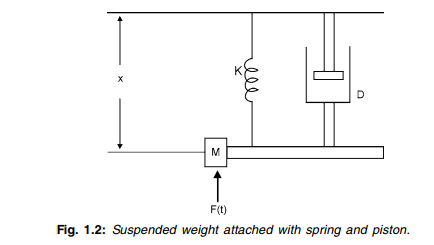 x
K
D
M
F(t)
Fig. 1.2: Suspended weight attached with spring and piston.